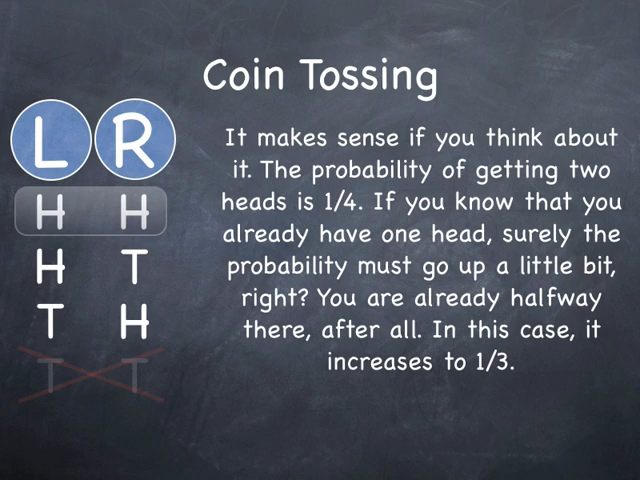 Coin Tossing
L R
H H
H T
T H
T T
It makes sense if you think about
it. The probability of getting two
heads is 1/4. If you know that you
already have one head, surely the
probability must go up a little bit,
right? You are already halfway
there, after all. In this case, it
increases to 1/3.